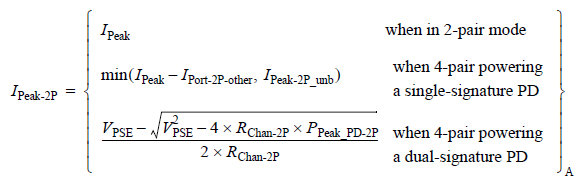 I_Peak-2P = { I_Peak when in 2-pair mode
min(I_Peak – I_Port-2P-other, I_Peak-2P_unb) when 4-pair powering a single-signature PD
(V_PSE – √(V_PSE^2 – 4 × R_Chan-2P × P_Peak_PD-2P)) / (2 × R_Chan-2P) when 4-pair powering a dual-signature PD }_A